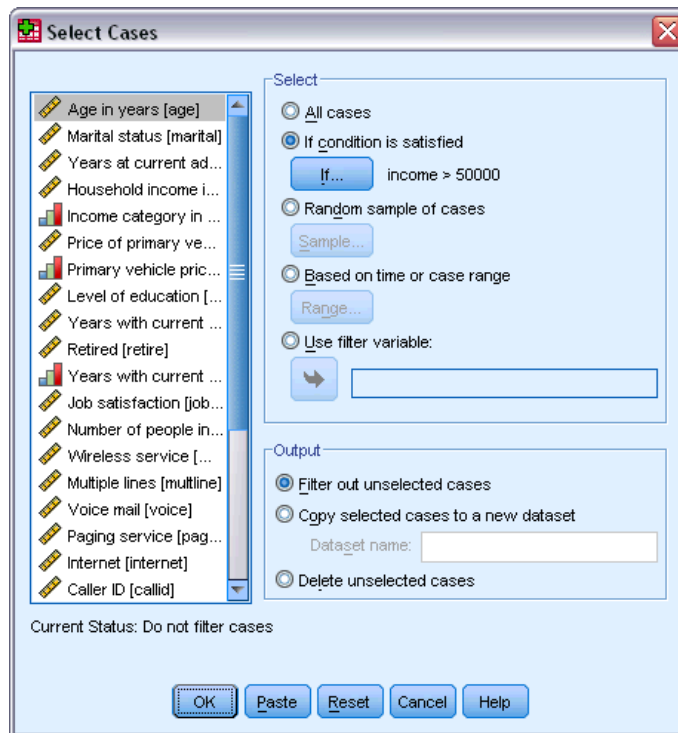 Select Cases
Age in years [age]
Marital status [marital]
Years at current ad...
Household income i...
Income category in ...
Price of primary ve...
Primary vehicle pric...
Level of education [...
Years with current ...
Retired [retire]
Years with current ...
Job satisfaction [job...
Number of people in...
Wireless service [...
Multiple lines [multline]
Voice mail [voice]
Paging service [pag...
Internet [internet]
Caller ID [callid]
Current Status: Do not filter cases
Select
All cases
If condition is satisfied
If... income > 50000
Random sample of cases
Sample...
Based on time or case range
Range...
Use filter variable:
Output
Filter out unselected cases
Copy selected cases to a new dataset
Dataset name:
Delete unselected cases
OK Paste Reset Cancel Help